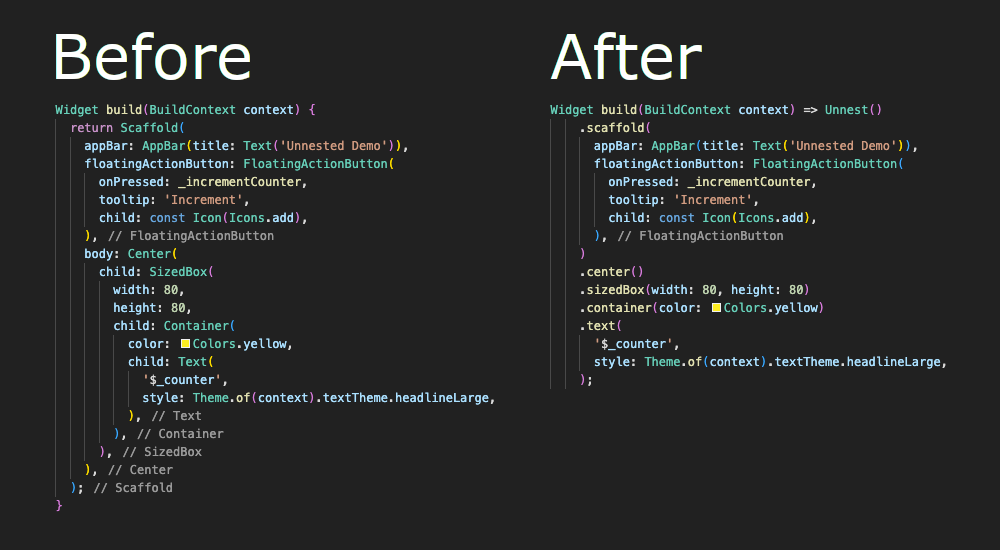 Before
Widget build(BuildContext context) {
return Scaffold(
appBar: AppBar(title: Text('Unnested Demo')),
floatingActionButton: FloatingActionButton(
onPressed: _incrementCounter,
tooltip: 'Increment',
child: const Icon(Icons.add),
), // FloatingActionButton
body: Center(
child: SizedBox(
width: 80,
height: 80,
child: Container(
color: Colors.yellow,
child: Text(
'$_counter',
style: Theme.of(context).textTheme.headlineLarge,
), // Text
), // Container
), // SizedBox
), // Center
); // Scaffold
}
After
Widget build(BuildContext context) => Unnest()
.scaffold(
appBar: AppBar(title: Text('Unnested Demo')),
floatingActionButton: FloatingActionButton(
onPressed: _incrementCounter,
tooltip: 'Increment',
child: const Icon(Icons.add),
), // FloatingActionButton
)
.center()
.sizedBox(width: 80, height: 80)
.container(color: Colors.yellow)
.text(
'$_counter',
style: Theme.of(context).textTheme.headlineLarge,
);